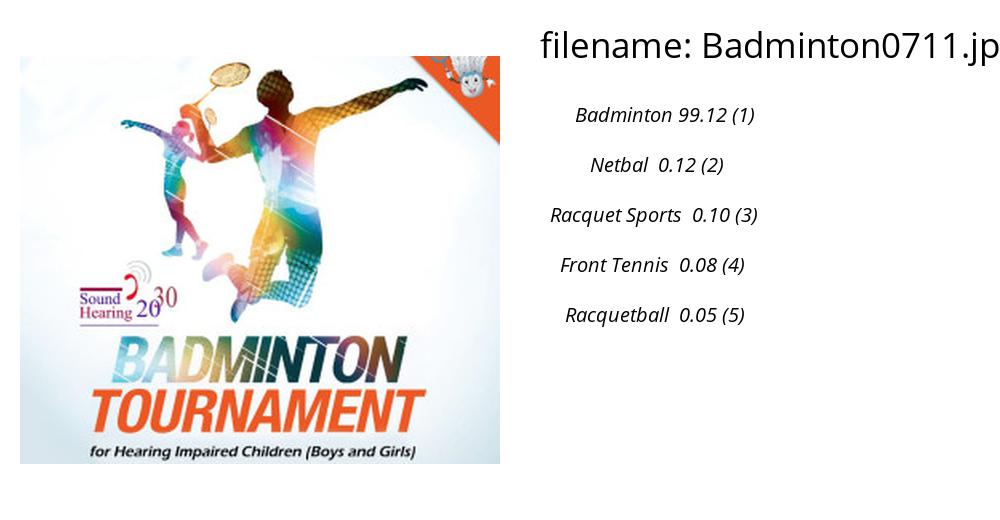 filename: Badminton0711.jp
Badminton 99.12 (1)
Netbal 0.12 (2)
Racquet Sports 0.10 (3)
Front Tennis 0.08 (4)
Racquetball 0.05 (5)
Sound
Hearing 2030
BADMINTON
TOURNAMENT
for Hearing Impaired Children (Boys and Girls)